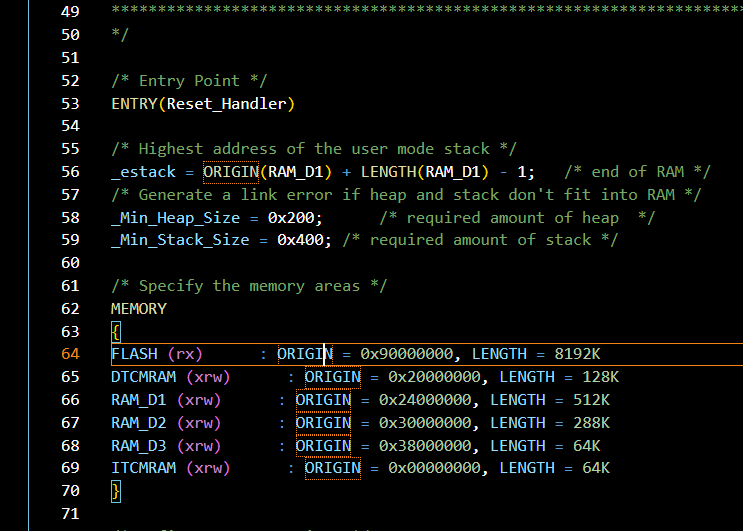 49 ************************************************************************
50 */
51
52 /* Entry Point */
53 ENTRY(Reset_Handler)
54
55 /* Highest address of the user mode stack */
56 _estack = ORIGIN(RAM_D1) + LENGTH(RAM_D1) - 1;   /* end of RAM */
57 /* Generate a link error if heap and stack don't fit into RAM */
58 _Min_Heap_Size = 0x200;      /* required amount of heap  */
59 _Min_Stack_Size = 0x400; /* required amount of stack */
60
61 /* Specify the memory areas */
62 MEMORY
63 {
64 FLASH (rx)      : ORIGIN = 0x90000000, LENGTH = 8192K
65 DTCMRAM (xrw)      : ORIGIN = 0x20000000, LENGTH = 128K
66 RAM_D1 (xrw)      : ORIGIN = 0x24000000, LENGTH = 512K
67 RAM_D2 (xrw)      : ORIGIN = 0x30000000, LENGTH = 288K
68 RAM_D3 (xrw)      : ORIGIN = 0x38000000, LENGTH = 64K
69 ITCMRAM (xrw)      : ORIGIN = 0x00000000, LENGTH = 64K
70 }
71